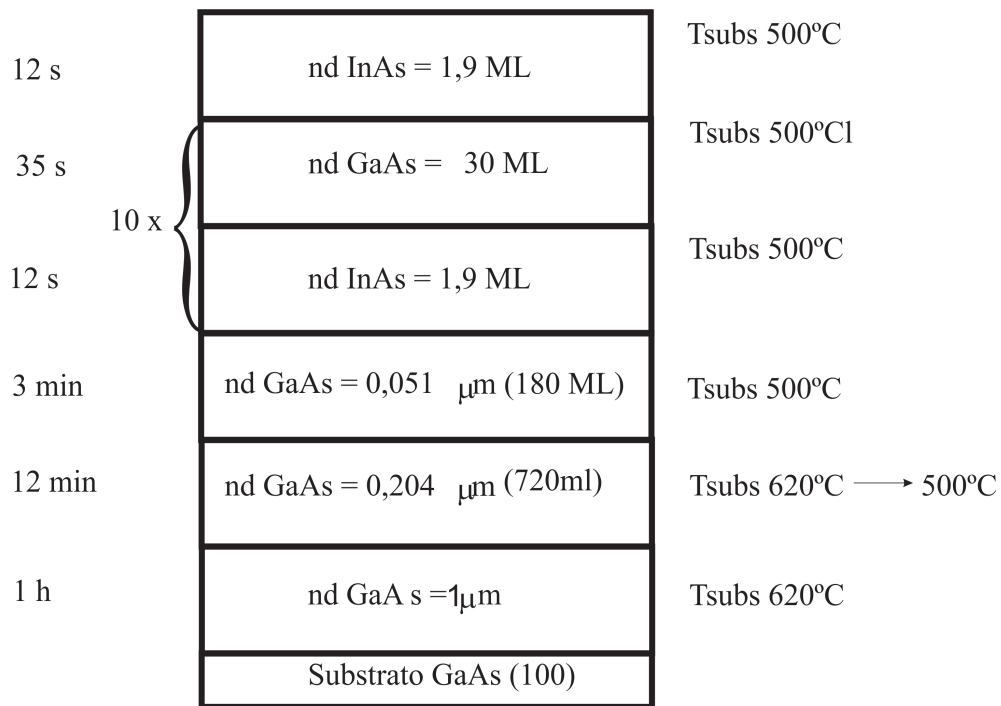 Tsubs 500ºC
12 s nd InAs = 1,9 ML
35 s nd GaAs = 30 ML Tsubs 500ºCl
10 x
12 s nd InAs = 1,9 ML Tsubs 500ºC
3 min nd GaAs = 0,051 μm (180 ML) Tsubs 500ºC
12 min nd GaAs = 0,204 μm (720ml) Tsubs 620ºC → 500ºC
1 h nd GaA s =1μm Tsubs 620ºC
Substrato GaAs (100)